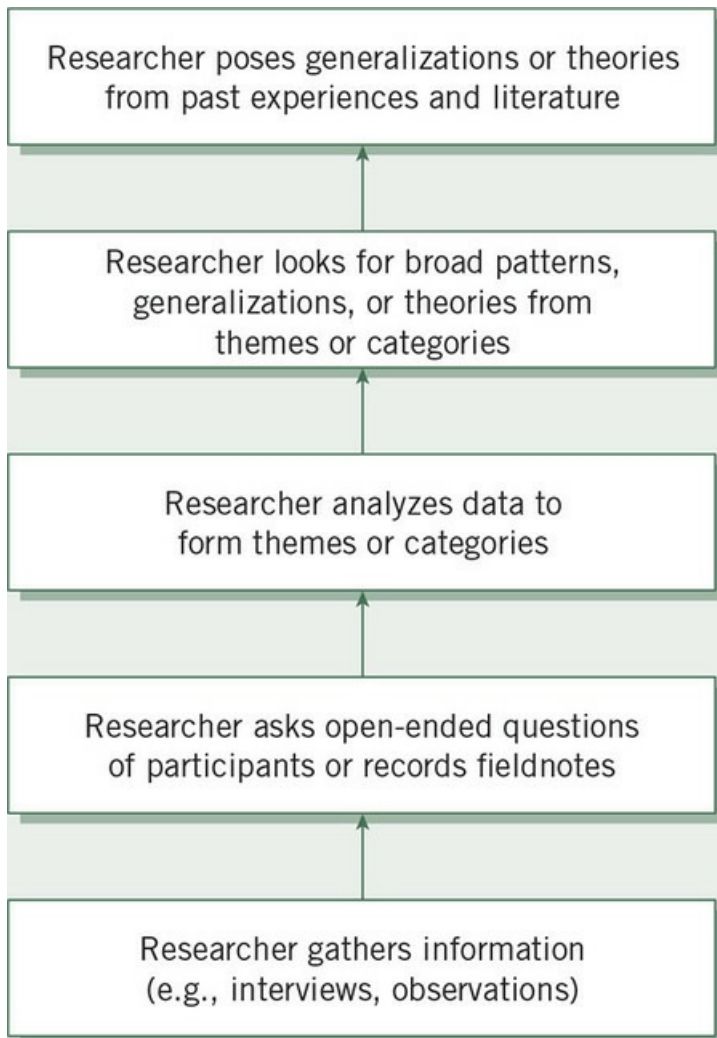 Researcher poses generalizations or theories
from past experiences and literature
Researcher looks for broad patterns,
generalizations, or theories from
themes or categories
Researcher analyzes data to
form themes or categories
Researcher asks open-ended questions
of participants or records fieldnotes
Researcher gathers information
(e.g., interviews, observations)